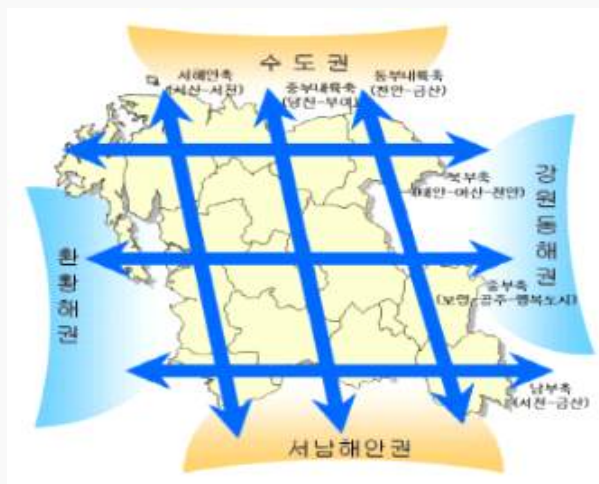 수도권
서해안축
(서산-서천)
중부내륙축
(당진-부여)
동부내륙축
(천안-금산)
북부축
(태안-아산-천안)
강원동해권
환황해권
중부축
(보령-공주-행복도시)
남부축
(서천-금산)
서남해안권